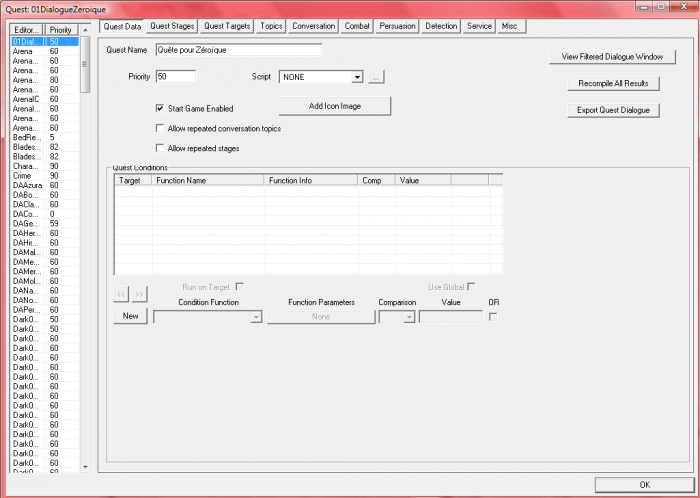 Quest: 01DialogueZeroique
Editor... Priority
01Dial... 50
Arena 60
Arena... 60
Arena... 60
Arena... 80
Arena... 60
ArenaIC 60
Arenal... 60
Arena... 60
Arena... 60
BedRe... 5
Blades... 82
Blades... 82
Chara... 90
Crime 90
DAAzura 60
DABo... 60
DACla... 60
DACo... 0
DAGe... 59
DAHer... 60
DAHir... 60
DAMal... 60
DAMe... 60
DAMer... 60
DAMol... 60
DANa... 60
DANo... 60
DAPer... 60
Dark0... 50
Dark0... 50
Dark0... 60
Dark0... 60
Dark0... 60
Dark0... 60
Dark0... 60
Dark0... 60
Dark0... 60
Dark0... 60
Dark0... 60
Dark0... 60
Dark0... 60
Dark0... 60
Dark0... 60
Dark0... 60
Quest Data Quest Stages Quest Targets Topics Conversation Combat Persuasion Detection Service Misc
Quest Name Quête pour Zéroïque
View Filtered Dialogue Window
Priority 50 Script NONE ...
Recompile All Results
Start Game Enabled Add Icon Image
Export Quest Dialogue
Allow repeated conversation topics
Allow repeated stages
Quest Conditions
Target Function Name Function Info Comp Value
<< >> Run on Target Use Global
Condition Function Function Parameters Comparison Value OR
New None
OK